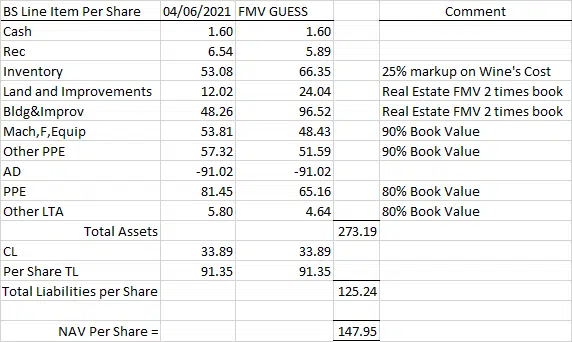 BS Line Item Per Share 04/06/2021 FMV GUESS Comment
Cash 1.60 1.60
Rec 6.54 5.89
Inventory 53.08 66.35 25% markup on Wine's Cost
Land and Improvements 12.02 24.04 Real Estate FMV 2 times book
Bldg&Improv 48.26 96.52 Real Estate FMV 2 times book
Mach,F,Equip 53.81 48.43 90% Book Value
Other PPE 57.32 51.59 90% Book Value
AD -91.02 -91.02
PPE 81.45 65.16 80% Book Value
Other LTA 5.80 4.64 80% Book Value
Total Assets 273.19
CL 33.89 33.89
Per Share TL 91.35 91.35
Total Liabilities per Share 125.24
NAV Per Share = 147.95